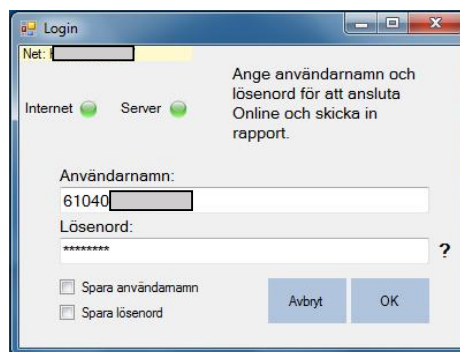 Login
Net:
Ange användarnamn och
lösenord för att ansluta
Online och skicka in
rapport.
Internet
Server
Användarnamn:
61040
Lösenord:
********
?
Spara användarnamn
Spara lösenord
Avbryt
OK